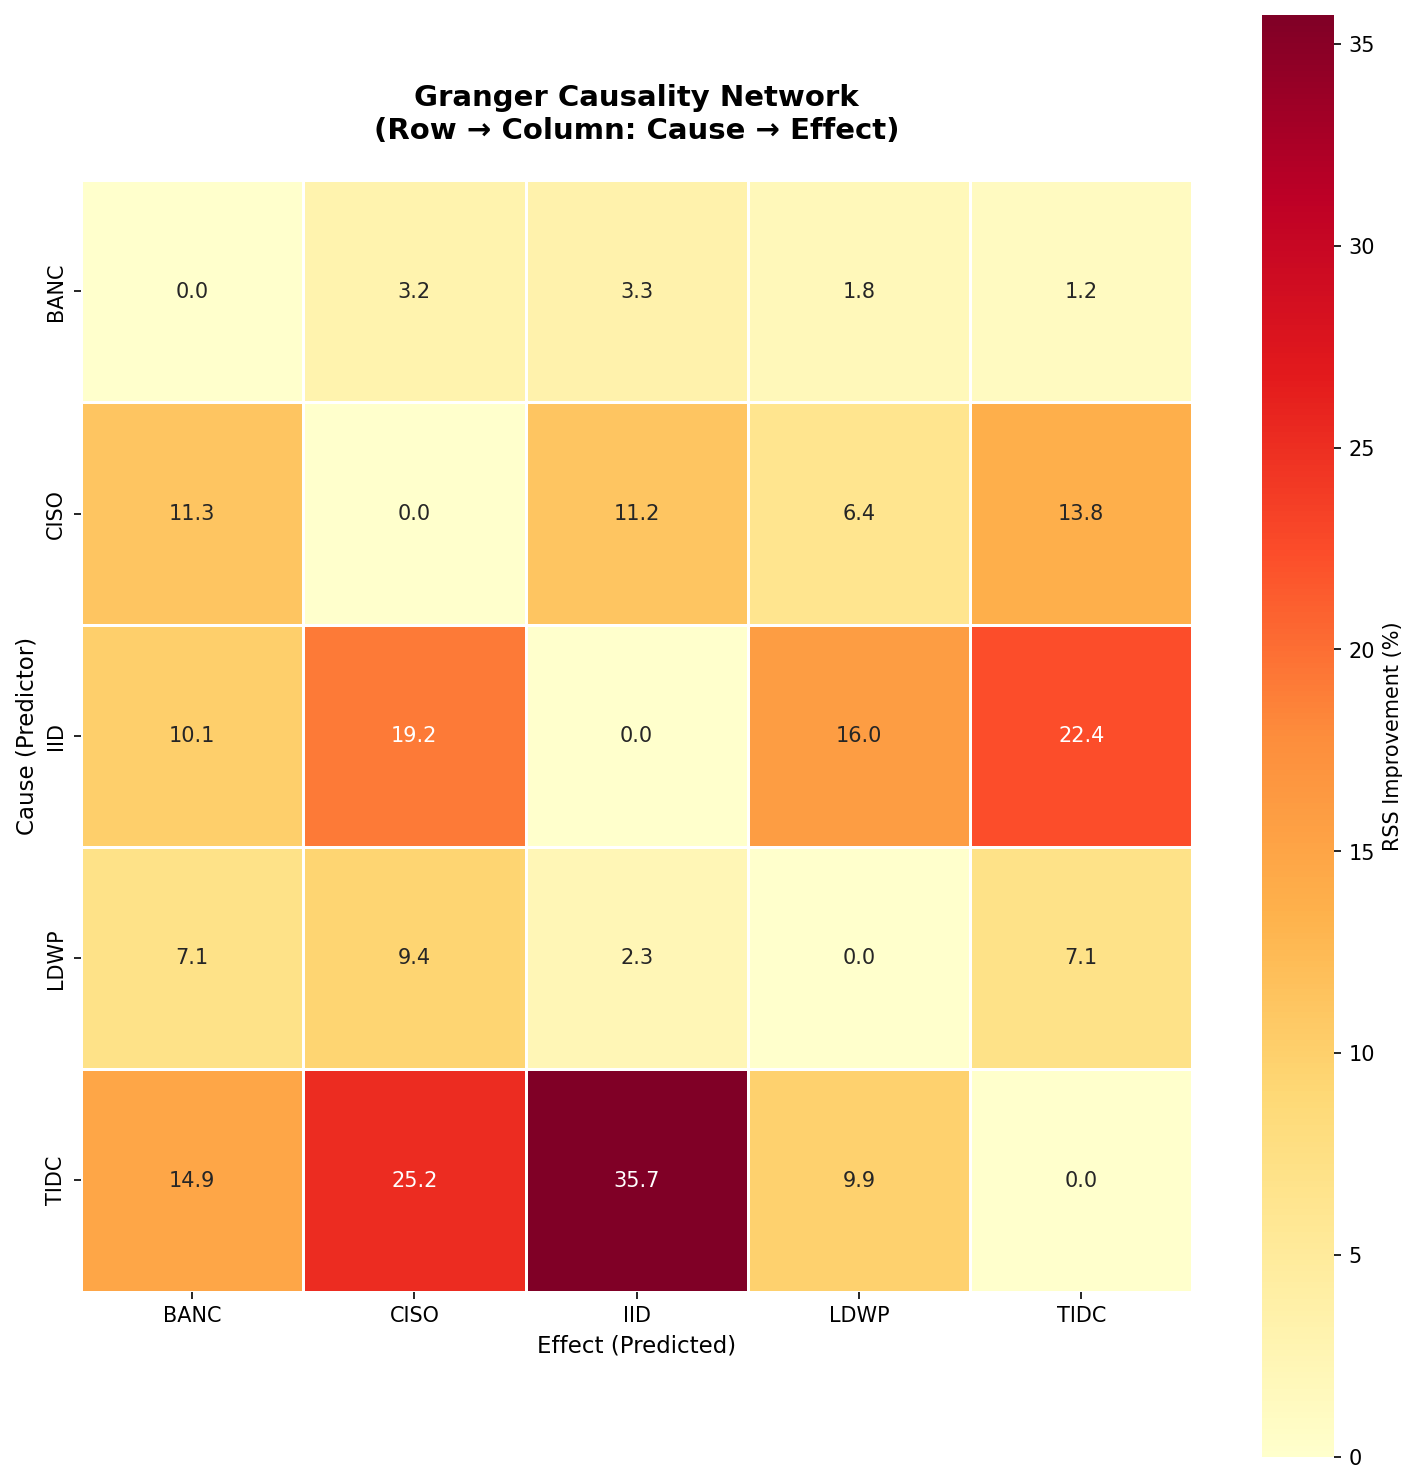 Granger Causality Network
(Row → Column: Cause → Effect)
BANC 0.0 3.2 3.3 1.8 1.2
CISO 11.3 0.0 11.2 6.4 13.8
IID 10.1 19.2 0.0 16.0 22.4
LDWP 7.1 9.4 2.3 0.0 7.1
TIDC 14.9 25.2 35.7 9.9 0.0
BANC CISO IID LDWP TIDC
Effect (Predicted)
Cause (Predictor)
35
30
25
20
15
10
5
0
RSS Improvement (%)